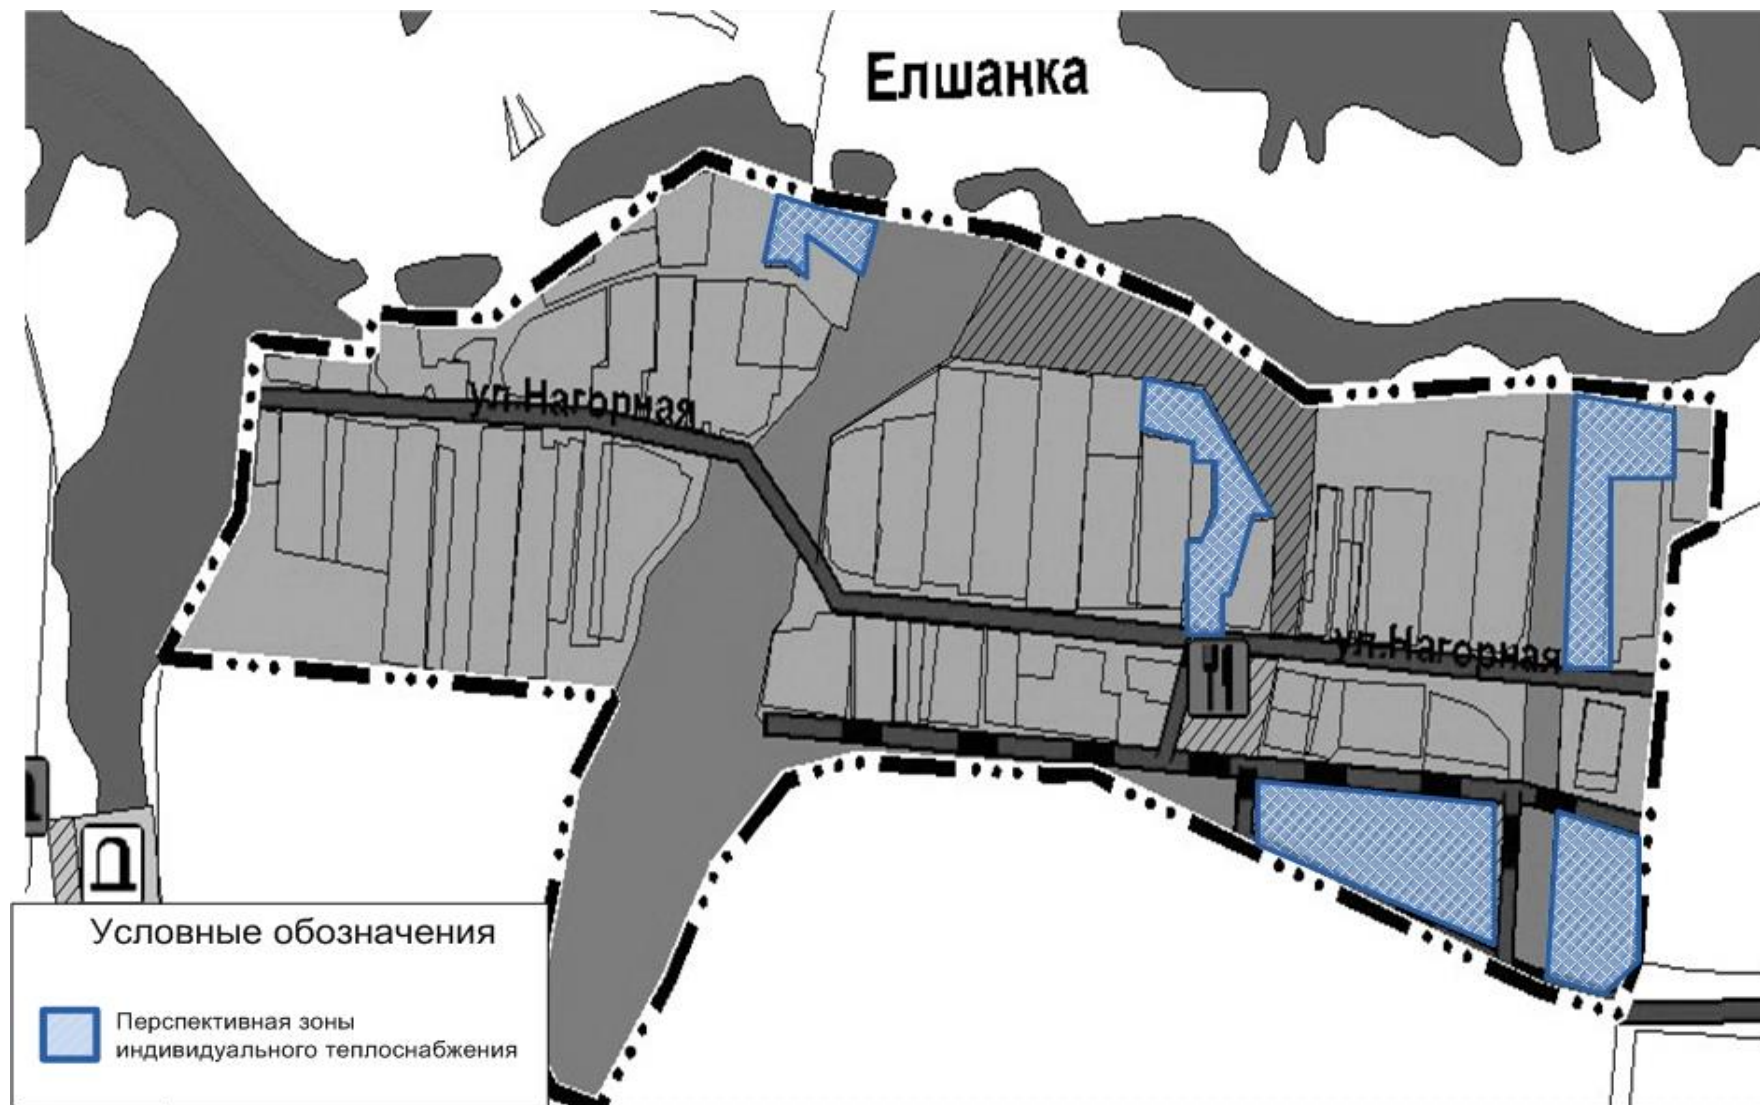 Елшанка
ул.Нагорная
ул.Нагорная
Условные обозначения
Перспективная зоны
индивидуального теплоснабжения